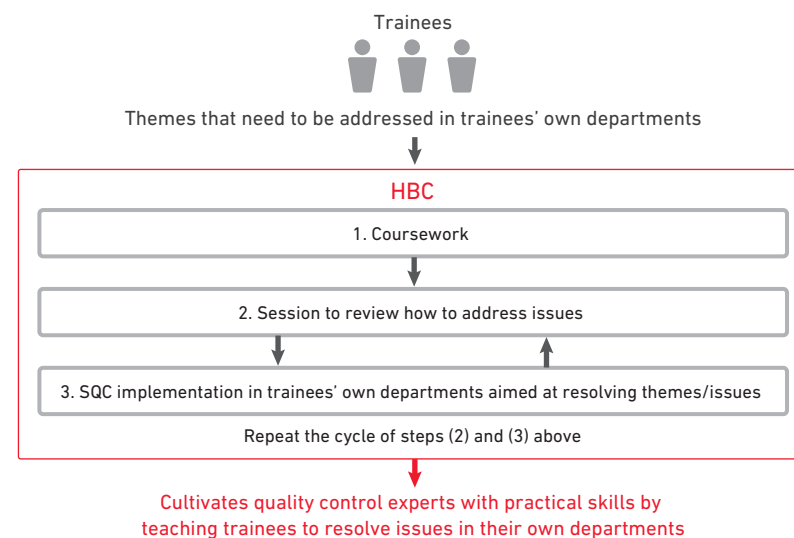 Trainees
Themes that need to be addressed in trainees’ own departments
HBC
1. Coursework
2. Session to review how to address issues
3. SQC implementation in trainees’ own departments aimed at resolving themes/issues
Repeat the cycle of steps (2) and (3) above
Cultivates quality control experts with practical skills by
teaching trainees to resolve issues in their own departments